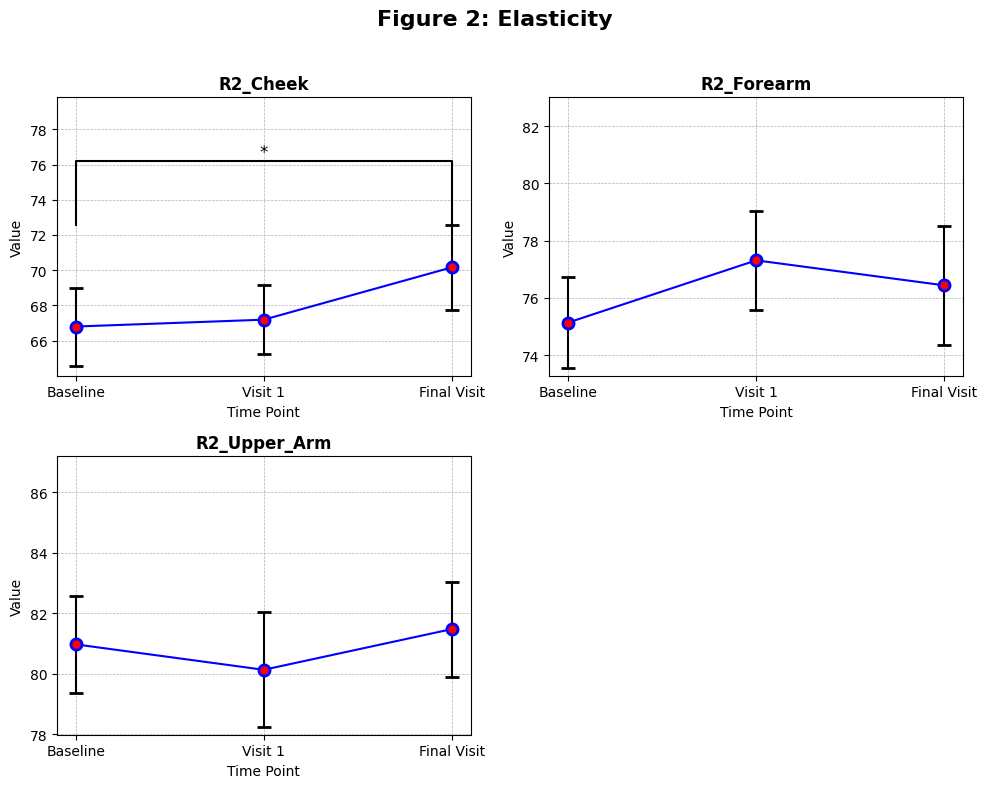 Figure 2: Elasticity
R2_Cheek
78
76
74
72
70
68
66
*
Value
Baseline
Visit 1
Final Visit
Time Point
R2_Forearm
82
80
78
76
74
Value
Baseline
Visit 1
Final Visit
Time Point
R2_Upper_Arm
86
84
82
80
78
Value
Baseline
Visit 1
Final Visit
Time Point